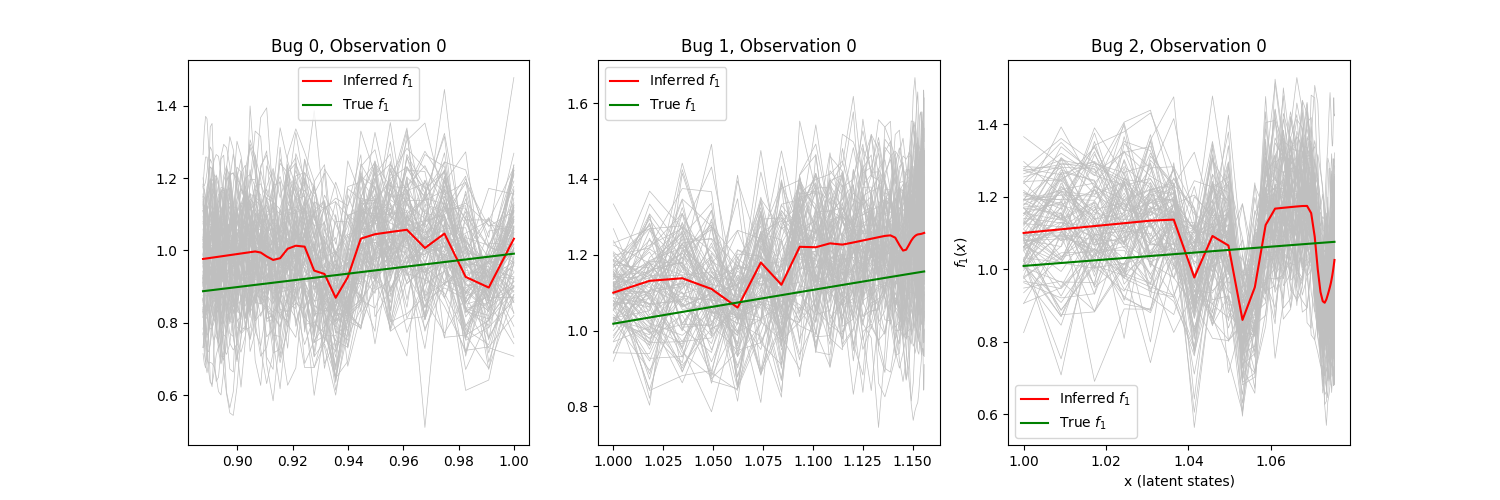 Bug 0, Observation 0
Inferred f₁
True f₁
1.4
1.2
1.0
0.8
0.6
0.90 0.92 0.94 0.96 0.98 1.00
Bug 1, Observation 0
Inferred f₁
True f₁
1.6
1.4
1.2
1.0
0.8
1.000 1.025 1.050 1.075 1.100 1.125 1.150
Bug 2, Observation 0
f₁(x)
1.4
1.2
1.0
0.8
0.6
Inferred f₁
True f₁
1.00 1.02 1.04 1.06
x (latent states)